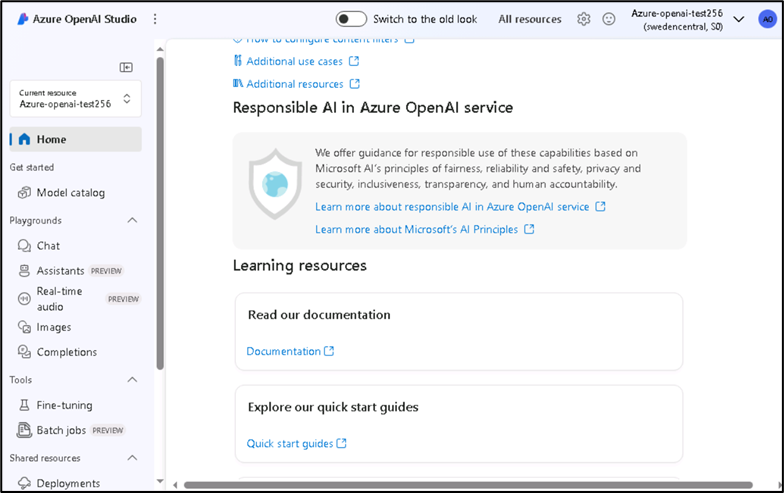 Azure OpenAI Studio
Switch to the old look
All resources
Azure-openai-test256
(swedencentral, S0)
AO
Current resource
Azure-openai-test256
Home
Get started
Model catalog
Playgrounds
Chat
Assistants PREVIEW
Real-time
audio
PREVIEW
Images
Completions
Tools
Fine-tuning
Batch jobs PREVIEW
Shared resources
Deployments
How to configure content filters
Additional use cases
Additional resources
Responsible AI in Azure OpenAI service
We offer guidance for responsible use of these capabilities based on
Microsoft AI's principles of fairness, reliability and safety, privacy and
security, inclusiveness, transparency, and human accountability.
Learn more about responsible AI in Azure OpenAI service
Learn more about Microsoft's AI Principles
Learning resources
Read our documentation
Documentation
Explore our quick start guides
Quick start guides